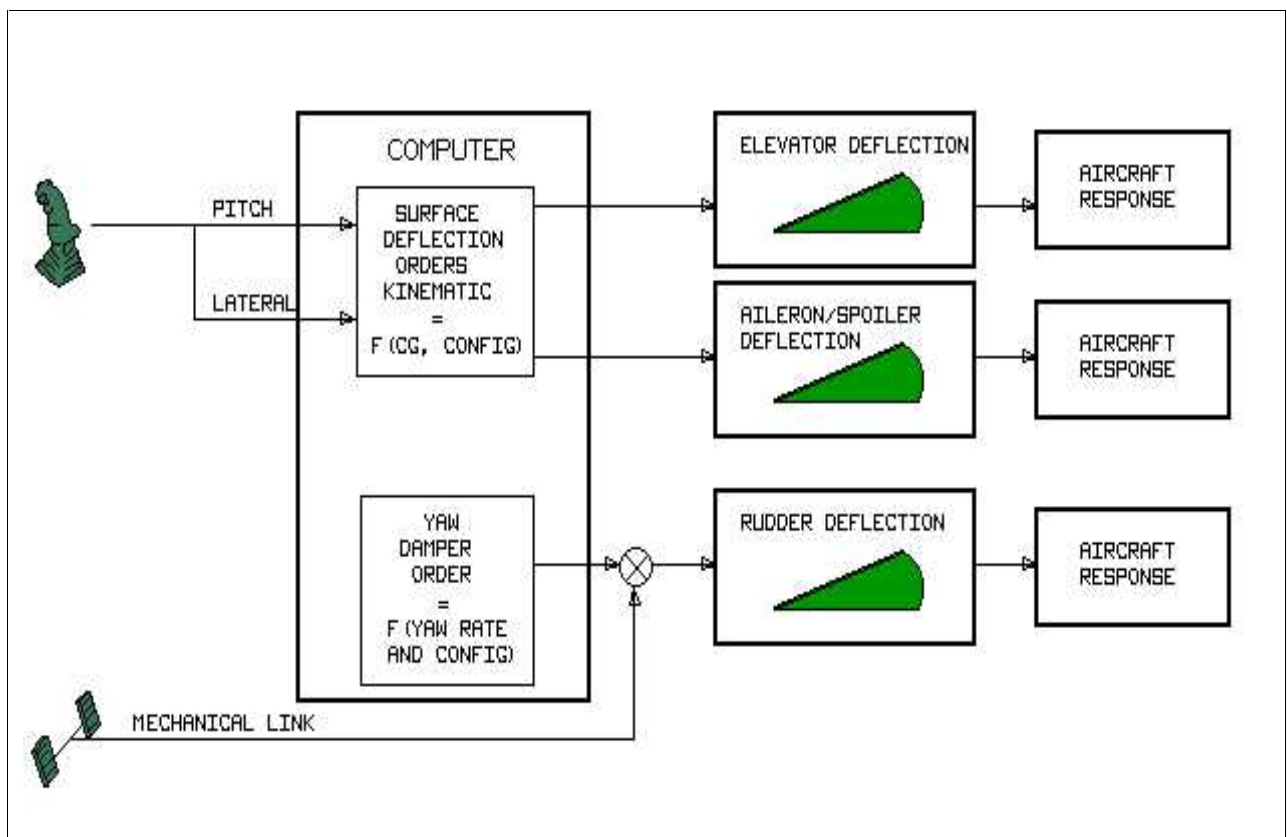 COMPUTER
PITCH
LATERAL
SURFACE
DEFLECTION
ORDERS
KINEMATIC
=
F(CG, CONFIG)
ELEVATOR DEFLECTION
AIRCRAFT
RESPONSE
AILERON/SPOILER
DEFLECTION
AIRCRAFT
RESPONSE
YAW
DAMPER
ORDER
=
F(YAW RATE
AND CONFIG)
RUDDER DEFLECTION
AIRCRAFT
RESPONSE
MECHANICAL LINK